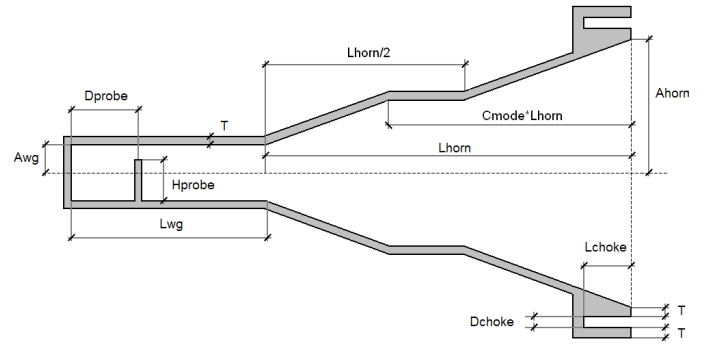 Lhorn/2
Dprobe
T
Ahorn
Cmode*Lhorn
Lhorn
Awg
Hprobe
Lwg
Lchoke
T
Dchoke
T